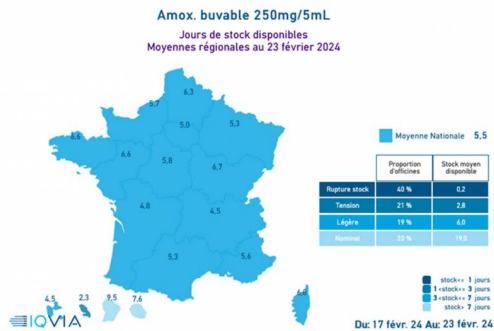 Amox. buvable 250mg/5mL
Jours de stock disponibles
Moyennes régionales au 23 février 2024
6,3
5,7
5,0
5,3
6,6
6,6
5,8
6,7
4,8
4,5
5,3
5,6
6,8
4,5
2,3
9,5
7,6
Moyenne Nationale 5,5
Proportion d'officines
Stock moyen disponible
Rupture stock 40 % 0,2
Tension 21 % 2,8
Légère 19 % 6,0
Nominal 20 % 19,0
stock<= 1 jours
1<stock<= 3 jours
3<stock<= 7 jours
stock> 7 jours
IQVIA
Du: 17 févr. 24 Au: 23 févr. 24